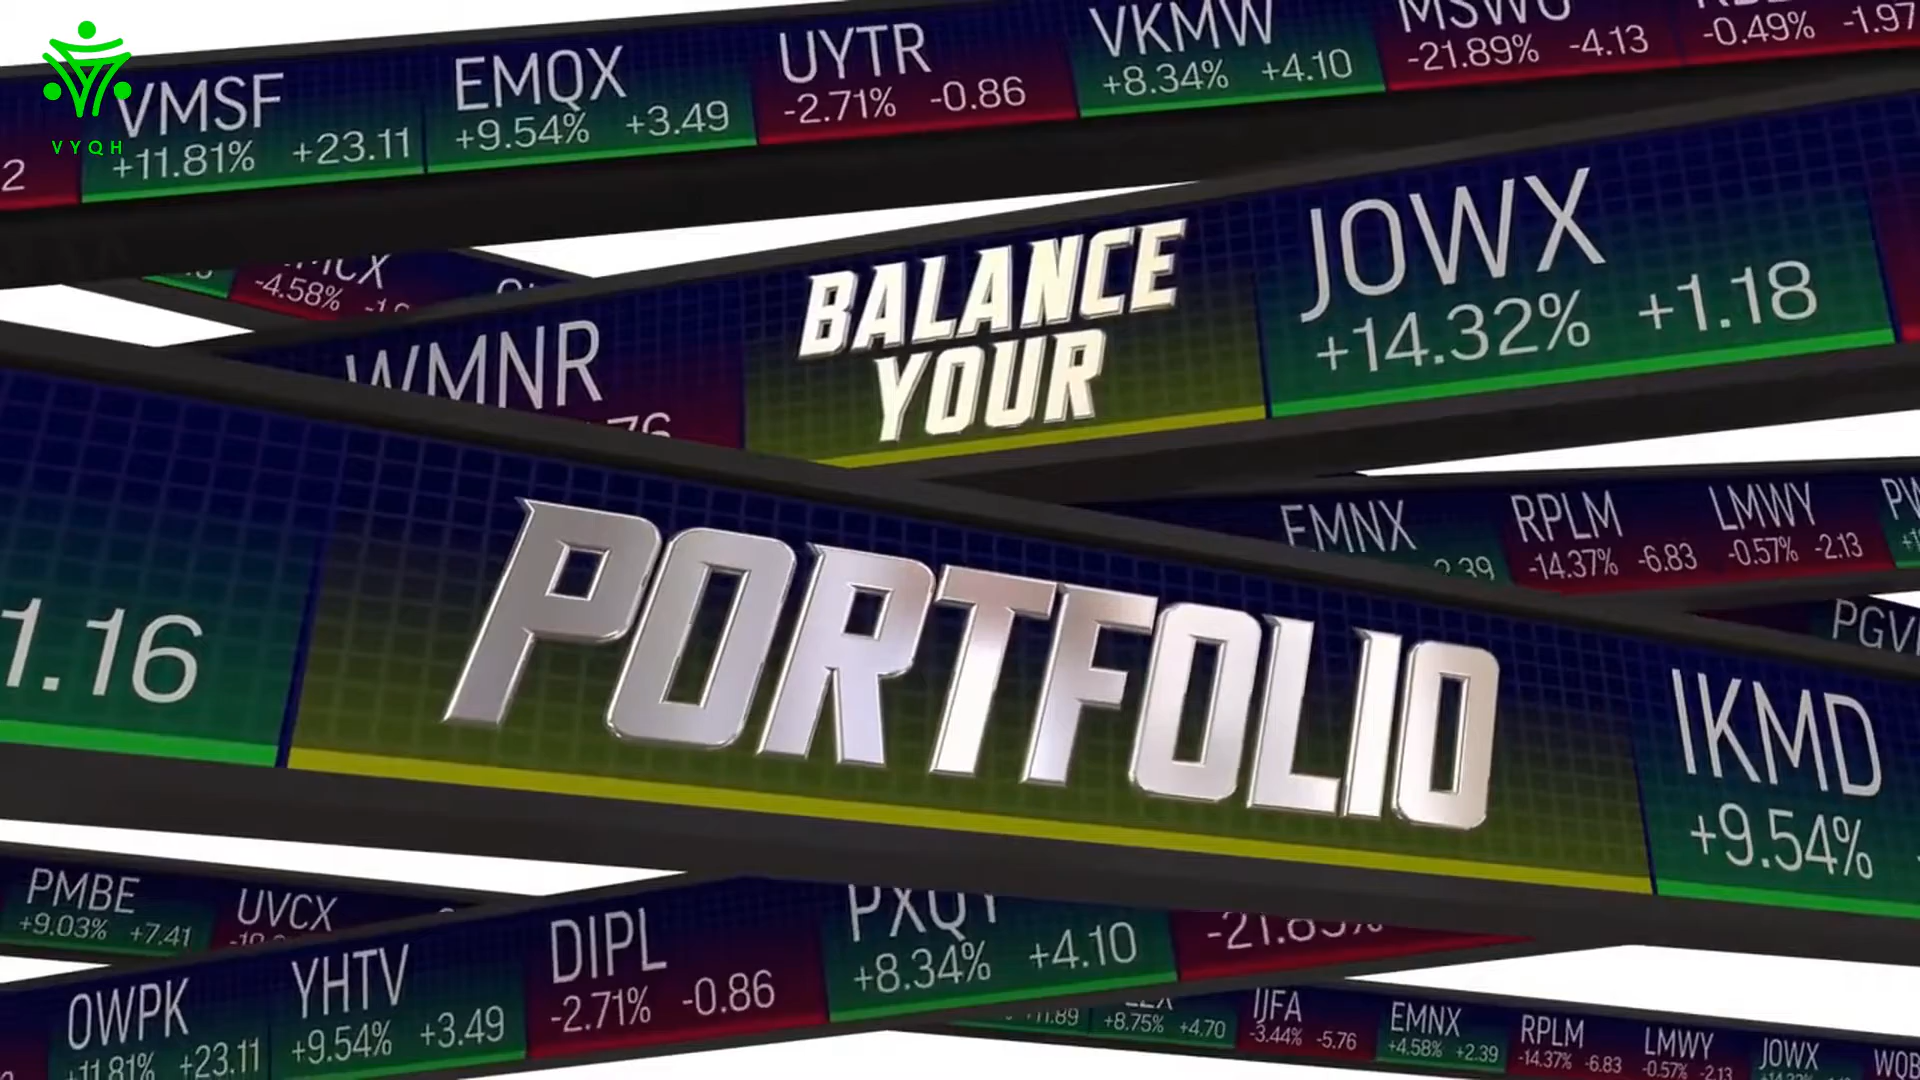 VYQH
VMSF
+11.81% +23.11
EMQX
+9.54% +3.49
UYTR
-2.71% -0.86
VKMW
+8.34% +4.10
-21.89% -4.13
-0.49% -1.97
2
-4.58%
WMNR
BALANCE
YOUR
JOWX
+14.32% +1.18
1.16
PORTFOLIO
IKMD
+9.54%
EMNX
2.39
RPLM
-14.37% -6.83
LMWY
-0.57% -2.13
PMBE
+9.03% +7.41
UVCX
OWPK
+11.81% +23.11
YHTV
+9.54% +3.49
DIPL
-2.71% -0.86
+8.34% +4.10
+8.75% +4.70
IJFA
-3.44% -5.76
EMNX
+4.58% +2.39
RPLM
-14.37% -6.83
LMWY
-0.57% -2.13
JOWX